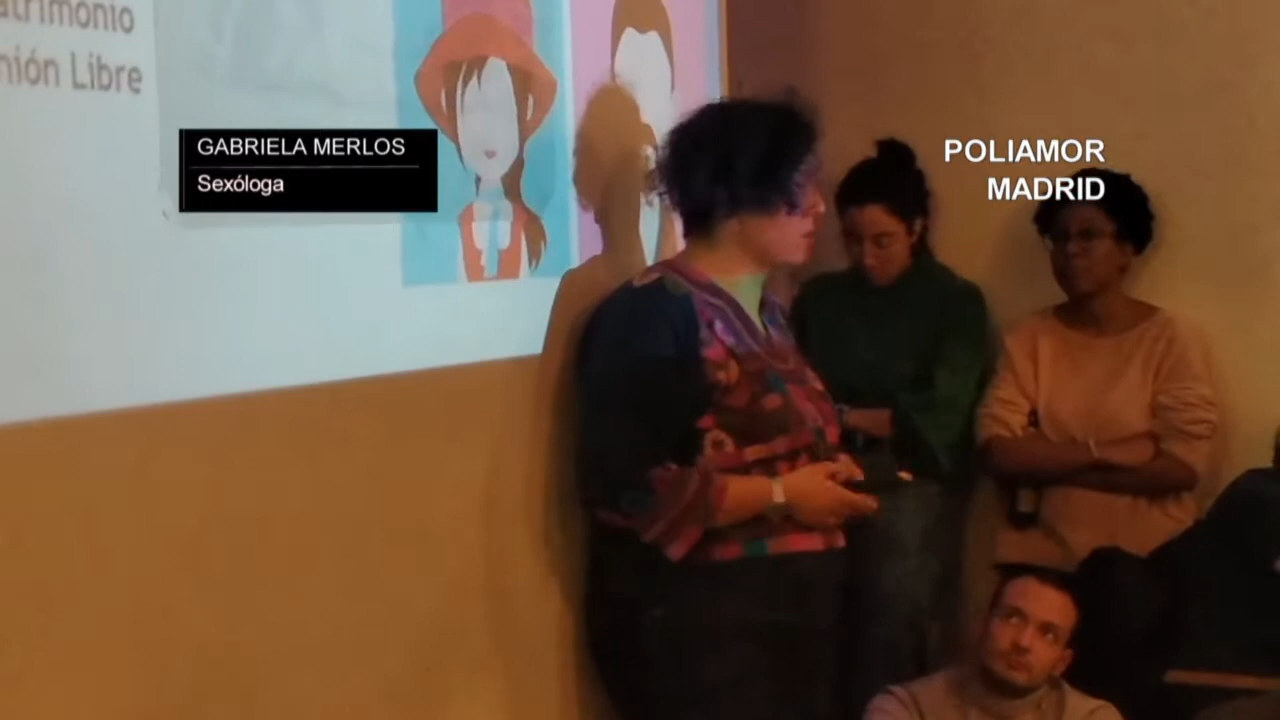 atrimonio
nión Libre
GABRIELA MERLOS
Sexóloga
POLIAMOR
MADRID